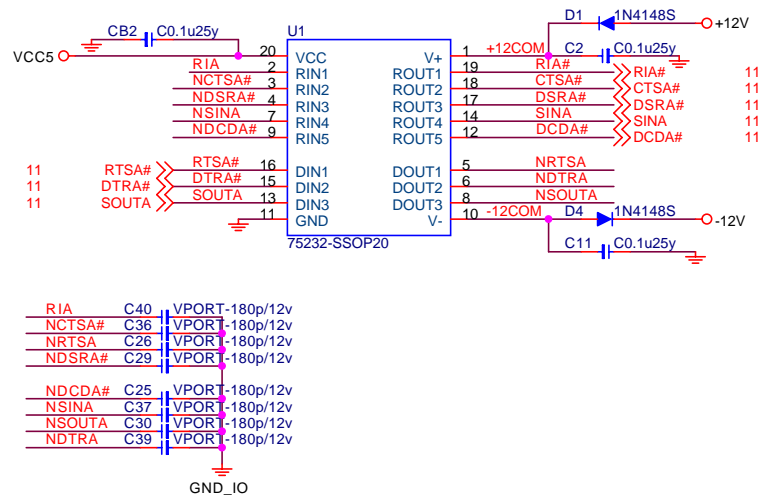 D1 1N4148S
CB2 C0.1u25y U1 +12V
VCC5 20 VCC V+ 1 +12COM C2 C0.1u25y
RIA 2 RIN1 ROUT1 19 RIA# RIA# 11
NCTSA# 3 RIN2 ROUT2 18 CTSA# CTSA# 11
NDSRA# 4 RIN3 ROUT3 17 DSRA# DSRA# 11
NSINA 7 RIN4 ROUT4 14 SINA SINA 11
NDCDA# 9 RIN5 ROUT5 12 DCDA# DCDA# 11
11 RTSA# RTSA# 16 DIN1 DOUT1 5 NRTSA
11 DTRA# DTRA# 15 DIN2 DOUT2 6 NDTRA
11 SOUTA SOUTA 13 DIN3 DOUT3 8 NSOUTA
11 GND V- 10 -12COM D4 1N4148S -12V
75232-SSOP20 C11 C0.1u25y
RIA C40 VPORT-180p/12v
NCTSA# C36 VPORT-180p/12v
NRTSA C26 VPORT-180p/12v
NDSRA# C29 VPORT-180p/12v
NDCDA# C25 VPORT-180p/12v
NSINA C37 VPORT-180p/12v
NSOUTA C30 VPORT-180p/12v
NDTRA C39 VPORT-180p/12v
GND_IO